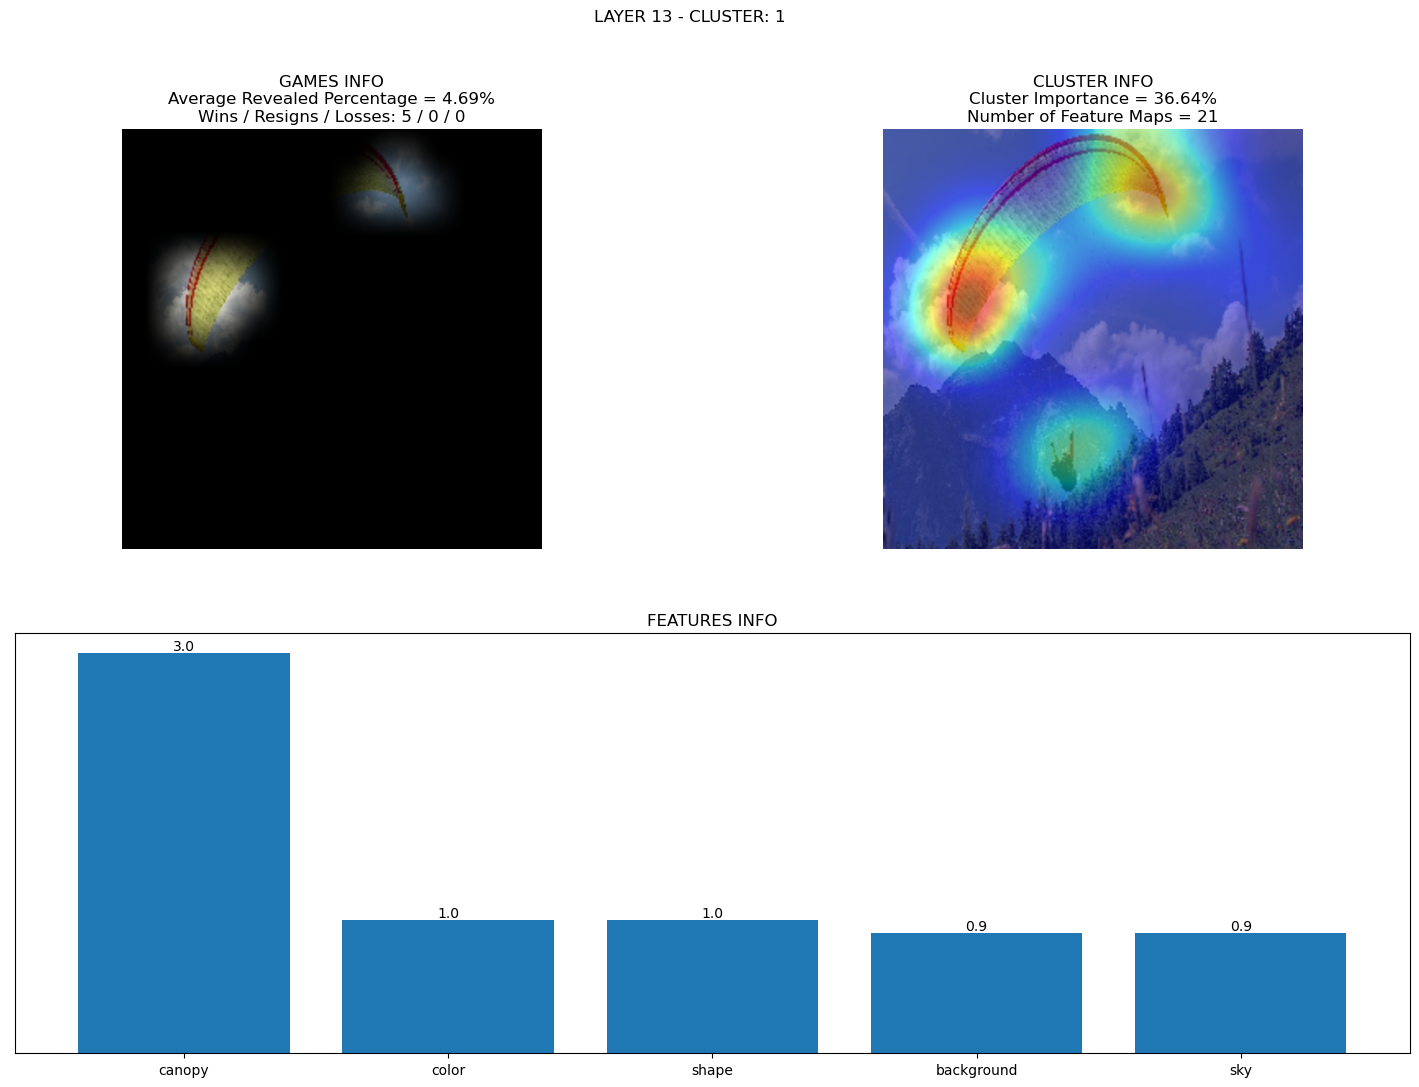 LAYER 13 - CLUSTER: 1
GAMES INFO
Average Revealed Percentage = 4.69%
Wins / Resigns / Losses: 5 / 0 / 0
CLUSTER INFO
Cluster Importance = 36.64%
Number of Feature Maps = 21
FEATURES INFO
3.0
1.0
1.0
0.9
0.9
canopy
color
shape
background
sky